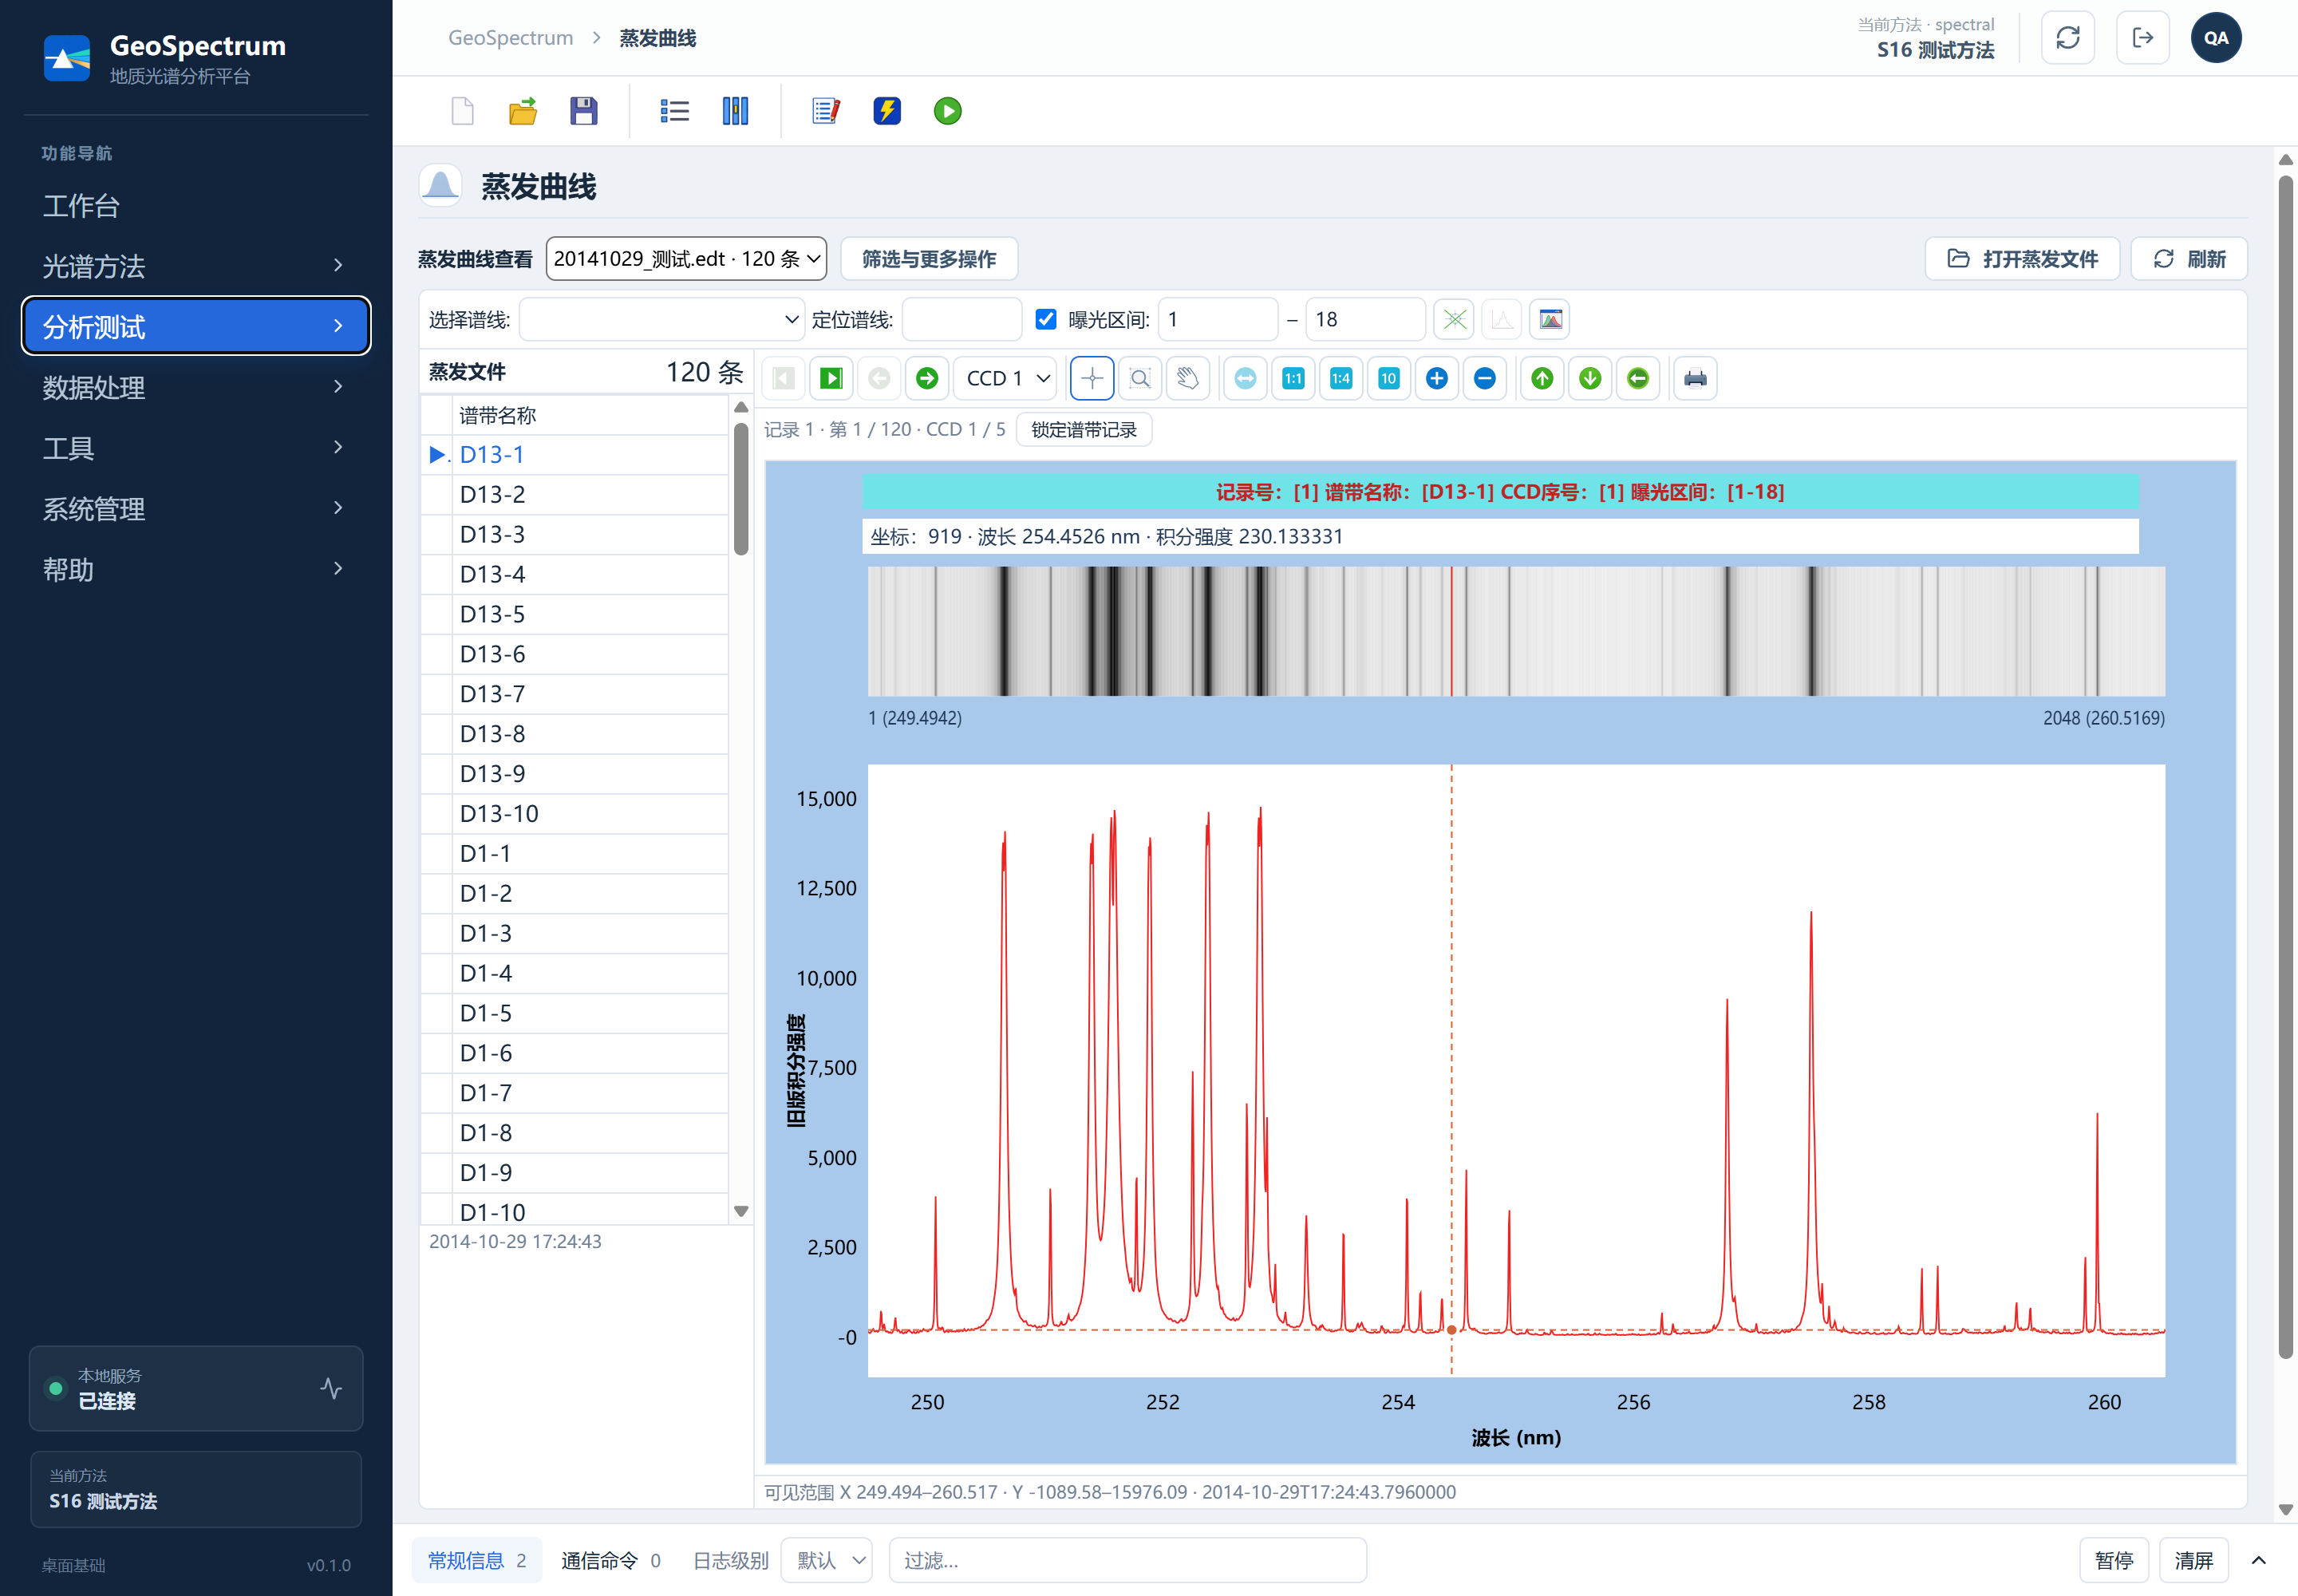 GeoSpectrum
地质光谱分析平台
功能导航
工作台
光谱方法
分析测试
数据处理
工具
系统管理
帮助
本地服务
已连接
当前方法
S16 测试方法
桌面基础 v0.1.0
GeoSpectrum > 蒸发曲线
当前方法 · spectral
S16 测试方法
QA
蒸发曲线
蒸发曲线查看 20141029_测试.edt · 120 条 筛选与更多操作 打开蒸发文件 刷新
选择谱线: 定位谱线: 曝光区间: 1 – 18
蒸发文件 120 条
CCD 1 1:1 1:4 10
谱带名称
D13-1
D13-2
D13-3
D13-4
D13-5
D13-6
D13-7
D13-8
D13-9
D13-10
D1-1
D1-2
D1-3
D1-4
D1-5
D1-6
D1-7
D1-8
D1-9
D1-10
2014-10-29 17:24:43
记录 1 · 第 1 / 120 · CCD 1 / 5 锁定谱带记录
记录号：[1] 谱带名称：[D13-1] CCD序号：[1] 曝光区间：[1-18]
坐标：919 · 波长 254.4526 nm · 积分强度 230.133331
1 (249.4942) 2048 (260.5169)
15,000
12,500
10,000
7,500
5,000
2,500
-0
旧版积分强度
250 252 254 256 258 260
波长 (nm)
可见范围 X 249.494–260.517 · Y -1089.58–15976.09 · 2014-10-29T17:24:43.7960000
常规信息 2 通信命令 0 日志级别 默认 过滤... 暂停 清屏